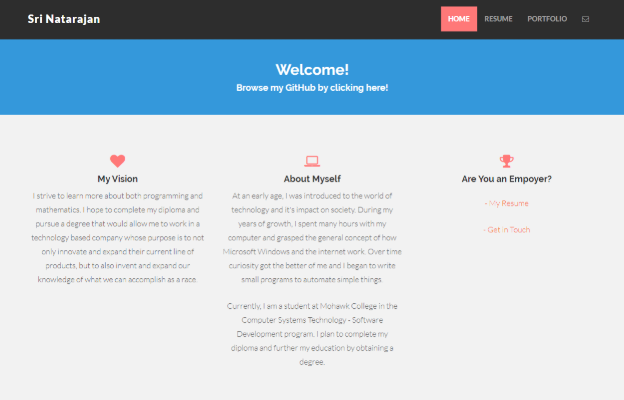 Sri Natarajan
HOME RESUME PORTFOLIO
Welcome!
Browse my GitHub by clicking here!
My Vision
I strive to learn more about both programming and
mathematics. I hope to complete my diploma and
pursue a degree that would allow me to work in a
technology based company whose purpose is to not
only innovate and expand their current line of
products, but to also invent and expand our
knowledge of what we can accomplish as a race.
About Myself
At an early age, I was introduced to the world of
technology and it's impact on society. During my
years of growth, I spent many hours with my
computer and grasped the general concept of how
Microsoft Windows and the internet work. Over time
curiosity got the better of me and I began to write
small programs to automate simple things.
Currently, I am a student at Mohawk College in the
Computer Systems Technology - Software
Development program. I plan to complete my
diploma and further my education by obtaining a
degree.
Are You an Empoyer?
- My Resume
- Get In Touch